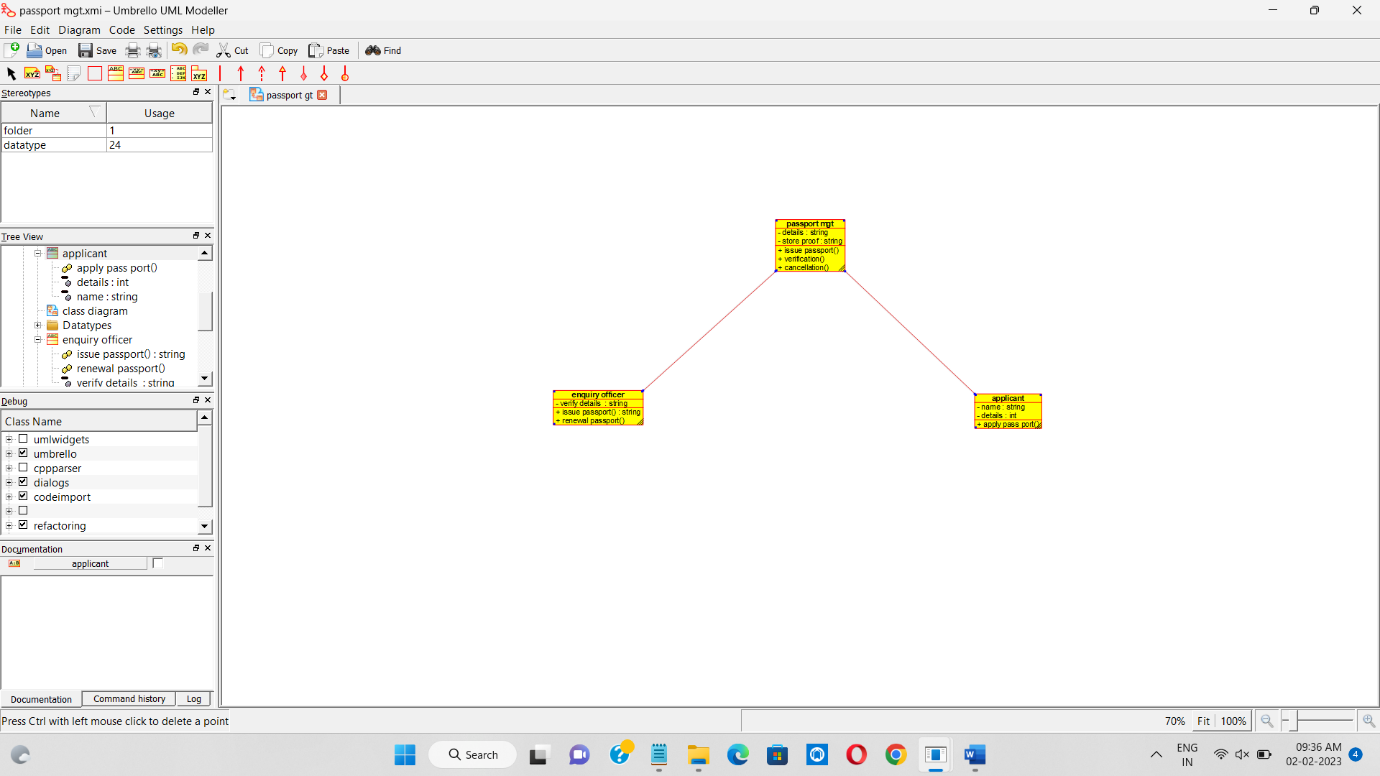 passport mgt.xmi – Umbrello UML Modeller
File Edit Diagram Code Settings Help
Open Save Cut Copy Paste Find
Stereotypes
passport gt
Name Usage
folder 1
datatype 24
passport mgt
- details : string
- store proof : string
+ issue passport()
+ verification()
+ cancellation()
Tree View
applicant
apply pass port()
details : int
name : string
class diagram
Datatypes
enquiry officer
issue passport() : string
renewal passport()
verify details : string
enquiry officer
- verify details : string
+ issue passport() : string
+ renewal passport()
applicant
- name : string
- details : int
+ apply pass port()
Debug
Class Name
umlwidgets
umbrello
cppparser
dialogs
codeimport
refactoring
Documentation
applicant
Documentation Command history Log
Press Ctrl with left mouse click to delete a point
70% Fit 100%
Search
ENG
IN
09:36 AM
02-02-2023
4